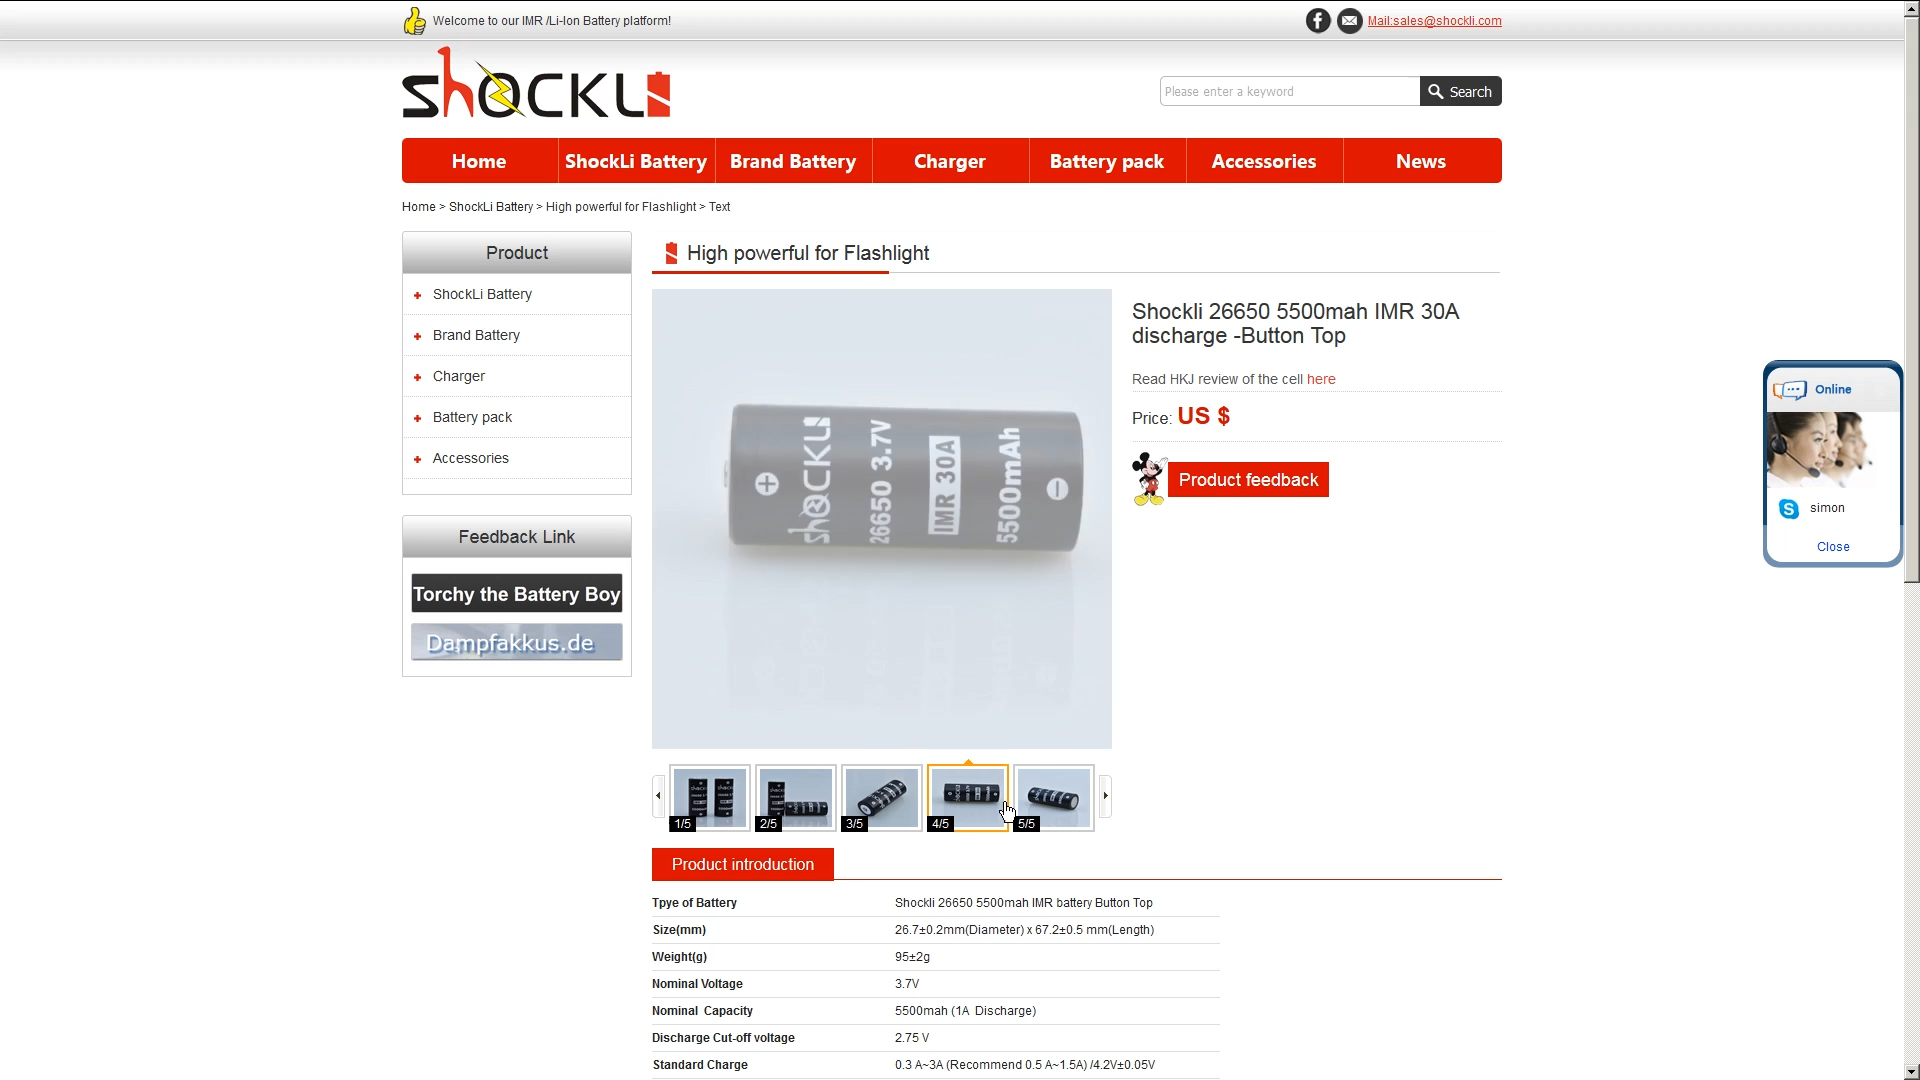 Welcome to our IMR /Li-Ion Battery platform!
Mail:sales@shockli.com
shOCKLi
Please enter a keyword
Search
Home
ShockLi Battery
Brand Battery
Charger
Battery pack
Accessories
News
Home > ShockLi Battery > High powerful for Flashlight > Text
Product
ShockLi Battery
Brand Battery
Charger
Battery pack
Accessories
Feedback Link
Torchy the Battery Boy
Dampfakkus.de
High powerful for Flashlight
shOCKLi
26650 3.7V
IMR 30A
5500mAh
1/5
2/5
3/5
4/5
5/5
Shockli 26650 5500mah IMR 30A
discharge -Button Top
Read HKJ review of the cell here
Price: US $
Product feedback
Online
simon
Close
Product introduction
Tpye of Battery Shockli 26650 5500mah IMR battery Button Top
Size(mm) 26.7±0.2mm(Diameter) x 67.2±0.5 mm(Length)
Weight(g) 95±2g
Nominal Voltage 3.7V
Nominal Capacity 5500mah (1A Discharge)
Discharge Cut-off voltage 2.75 V
Standard Charge 0.3 A~3A (Recommend 0.5 A~1.5A) /4.2V±0.05V